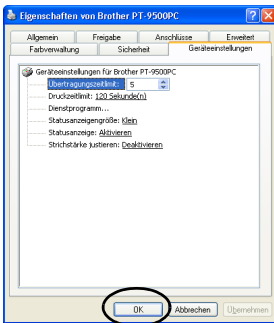 Eigenschaften von Brother PT-9500PC
Allgemein Freigabe Anschlüsse Erweitert
Farbverwaltung Sicherheit Geräteeinstellungen
Geräteeinstellungen für Brother PT-9500PC
Übertragungszeitlimit: 5
Druckzeitlimit: 120 Sekunde(n)
Dienstprogramm...
Statusanzeigengröße: Klein
Statusanzeige: Aktivieren
Strichstärke justieren: Deaktivieren
OK Abbrechen Übernehmen